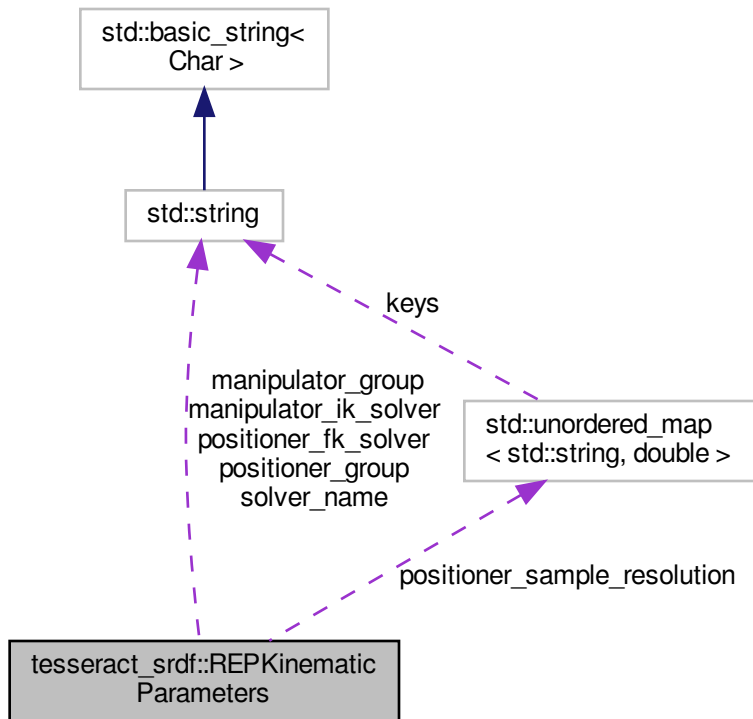 std::basic_string<
Char >
std::string
keys
manipulator_group
manipulator_ik_solver
positioner_fk_solver
positioner_group
solver_name
std::unordered_map
< std::string, double >
positioner_sample_resolution
tesseract_srdf::REPKinematic
Parameters